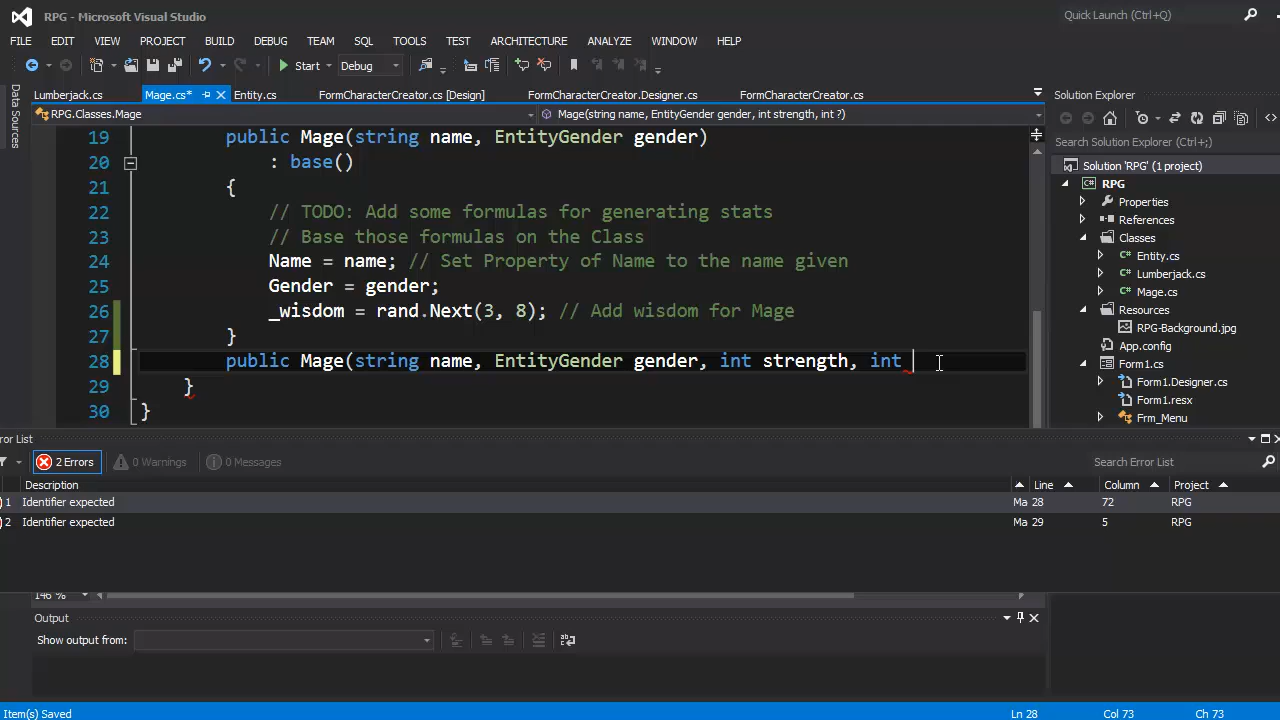 RPG - Microsoft Visual Studio
Quick Launch (Ctrl+Q)
FILE EDIT VIEW PROJECT BUILD DEBUG TEAM SQL TOOLS TEST ARCHITECTURE ANALYZE WINDOW HELP
Start Debug
Data Sources
Lumberjack.cs Mage.cs* Entity.cs FormCharacterCreator.cs [Design] FormCharacterCreator.Designer.cs FormCharacterCreator.cs
RPG.Classes.Mage Mage(string name, EntityGender gender, int strength, int ?)
19 public Mage(string name, EntityGender gender)
20 : base()
21 {
22 // TODO: Add some formulas for generating stats
23 // Base those formulas on the Class
24 Name = name; // Set Property of Name to the name given
25 Gender = gender;
26 _wisdom = rand.Next(3, 8); // Add wisdom for Mage
27 }
28 public Mage(string name, EntityGender gender, int strength, int
29 }
30 }
Solution Explorer
Search Solution Explorer (Ctrl+;)
Solution 'RPG' (1 project)
RPG
Properties
References
Classes
Entity.cs
Lumberjack.cs
Mage.cs
Resources
RPG-Background.jpg
App.config
Form1.cs
Form1.Designer.cs
Form1.resx
Frm_Menu
rror List
2 Errors 0 Warnings 0 Messages Search Error List
Description Line Column Project
1 Identifier expected Ma 28 72 RPG
2 Identifier expected Ma 29 5 RPG
146 %
Output
Show output from:
Item(s) Saved Ln 28 Col 73 Ch 73